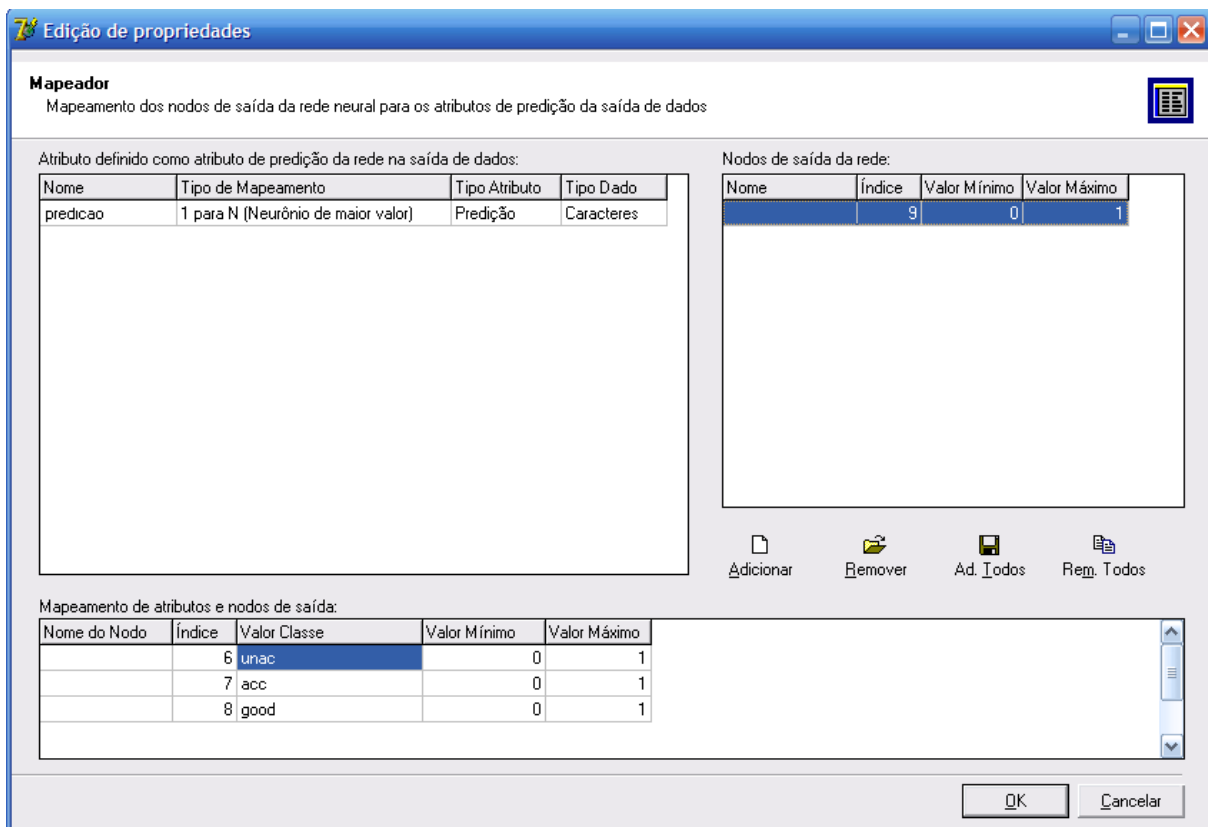 Edição de propriedades
Mapeador
Mapeamento dos nodos de saída da rede neural para os atributos de predição da saída de dados
Atributo definido como atributo de predição da rede na saída de dados:
Nome Tipo de Mapeamento Tipo Atributo Tipo Dado
predicao 1 para N (Neurônio de maior valor) Predição Caracteres
Nodos de saída da rede:
Nome Índice Valor Mínimo Valor Máximo
9 0 1
Adicionar Remover Ad. Todos Rem. Todos
Mapeamento de atributos e nodos de saída:
Nome do Nodo Índice Valor Classe Valor Mínimo Valor Máximo
6 unac 0 1
7 acc 0 1
8 good 0 1
OK Cancelar